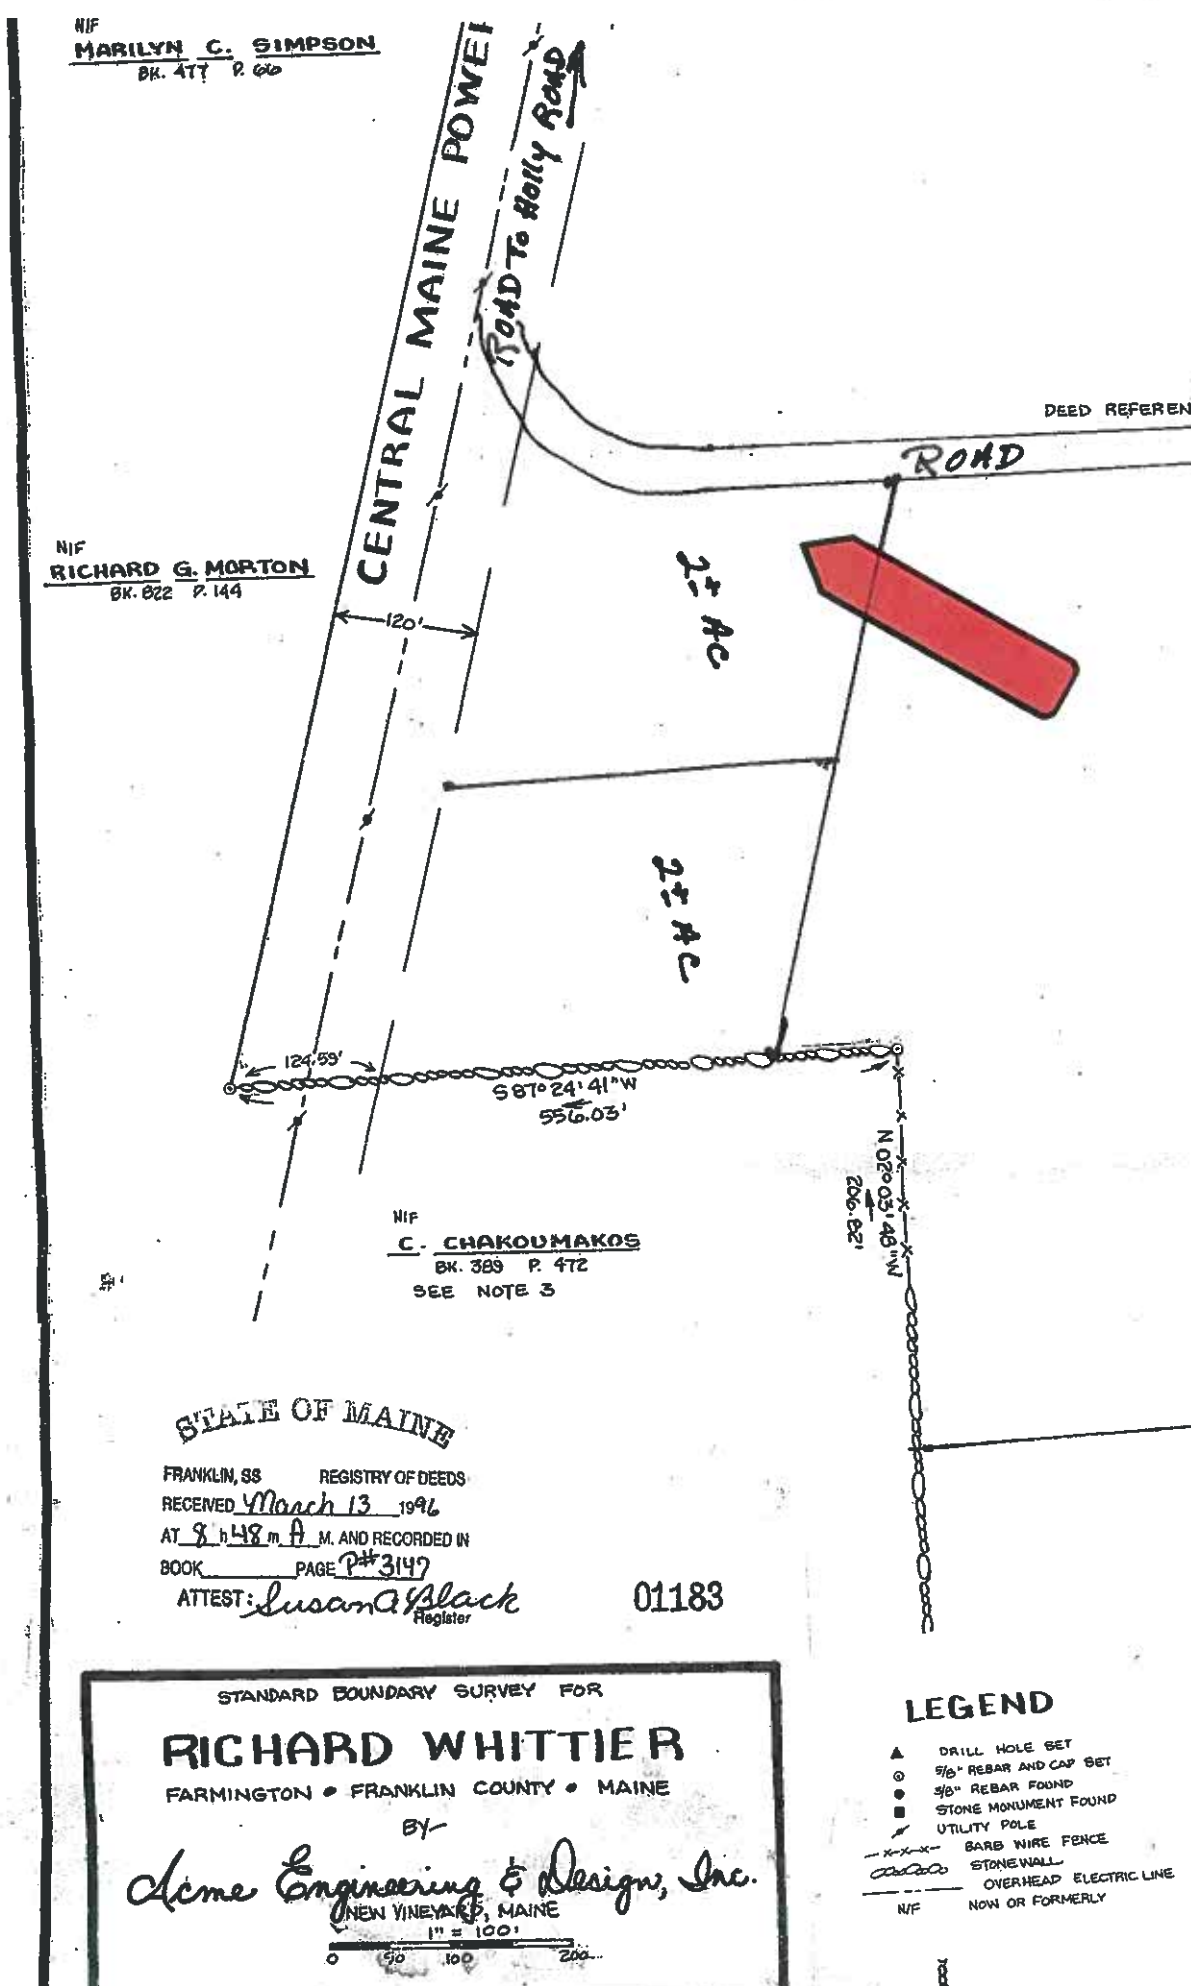 N/F
MARILYN C. SIMPSON
BK. 477 P. 66
CENTRAL MAINE POWER
ROAD TO Holly ROAD
DEED REFEREN
ROAD
N/F
RICHARD G. MORTON
BK. 822 P. 144
120'
2± AC
2± AC
124.59'
S 87° 24' 41" W
556.03'
N 02° 03' 48" W
206.82'
N/F
C. CHAKOUMAKOS
BK. 389 P. 472
SEE NOTE 3
STATE OF MAINE
FRANKLIN, SS REGISTRY OF DEEDS
RECEIVED March 13 1996
AT 8 h 48 m A M. AND RECORDED IN
BOOK PAGE P#3147
ATTEST: Susan A Black
Register
01183
STANDARD BOUNDARY SURVEY FOR
RICHARD WHITTIER
FARMINGTON • FRANKLIN COUNTY • MAINE
BY
Acme Engineering & Design, Inc.
NEW VINEYARD, MAINE
1" = 100'
0 50 100 200
LEGEND
DRILL HOLE SET
5/8" REBAR AND CAP SET
5/8" REBAR FOUND
STONE MONUMENT FOUND
UTILITY POLE
BARB WIRE FENCE
STONEWALL
OVERHEAD ELECTRIC LINE
N/F NOW OR FORMERLY